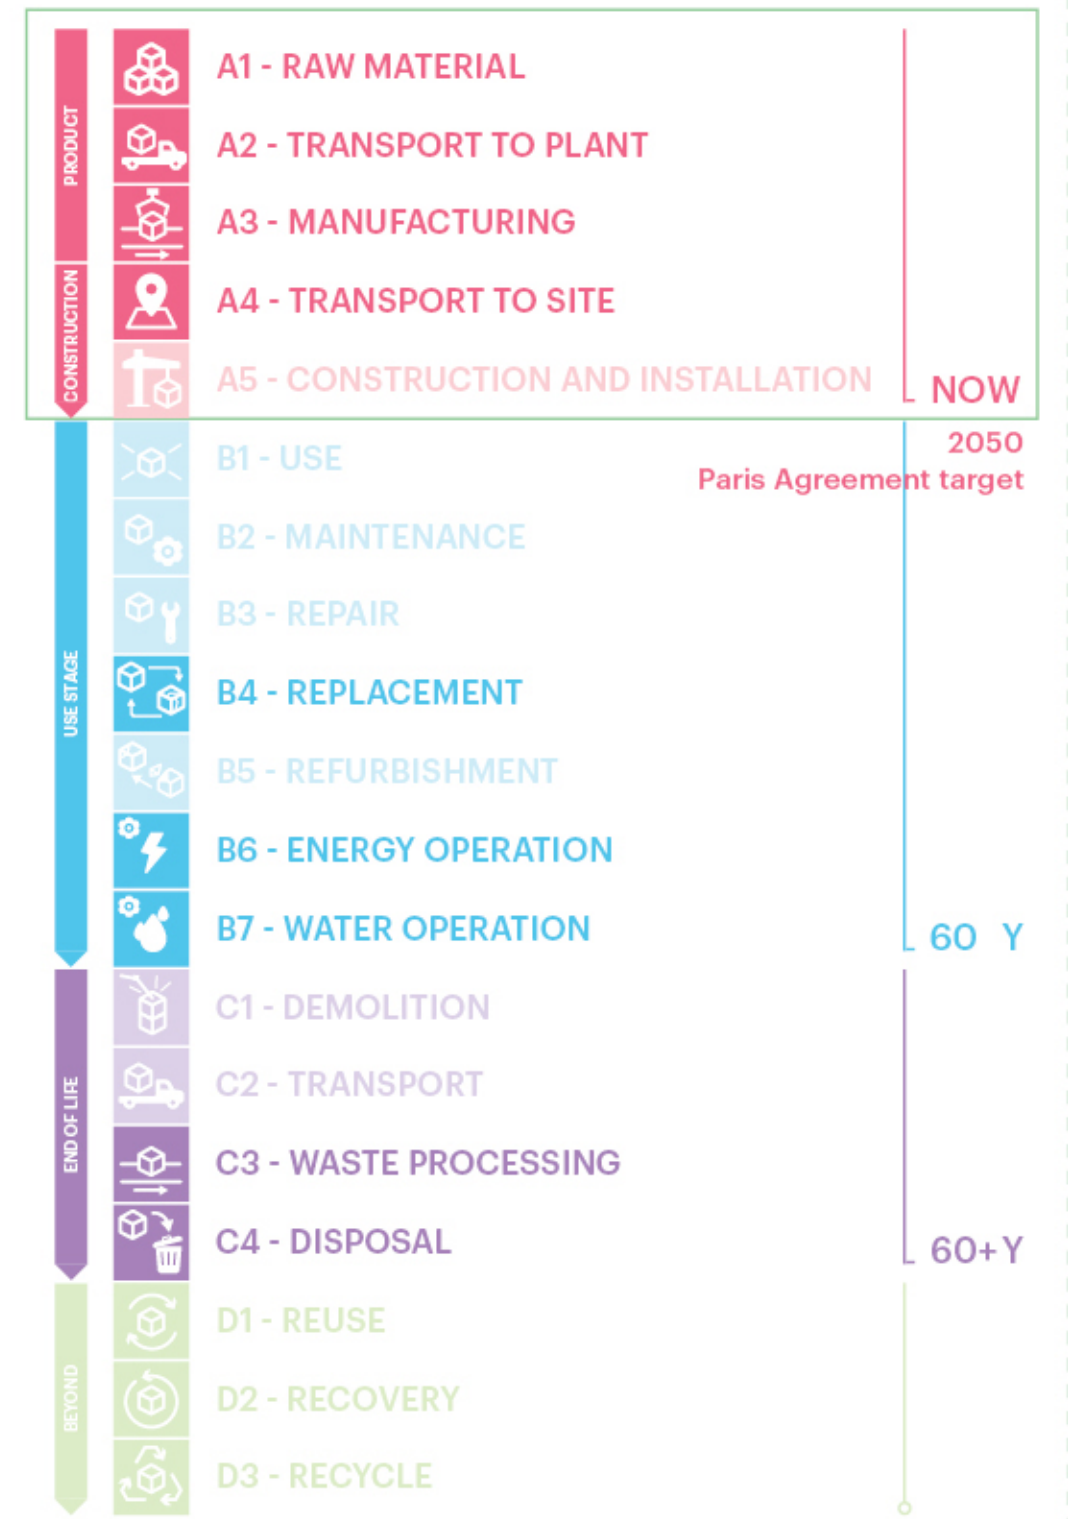 PRODUCT
A1 - RAW MATERIAL
A2 - TRANSPORT TO PLANT
A3 - MANUFACTURING
CONSTRUCTION
A4 - TRANSPORT TO SITE
A5 - CONSTRUCTION AND INSTALLATION
NOW
2050
Paris Agreement target
USE STAGE
B1 - USE
B2 - MAINTENANCE
B3 - REPAIR
B4 - REPLACEMENT
B5 - REFURBISHMENT
B6 - ENERGY OPERATION
B7 - WATER OPERATION
60 Y
END OF LIFE
C1 - DEMOLITION
C2 - TRANSPORT
C3 - WASTE PROCESSING
C4 - DISPOSAL
60+Y
BEYOND
D1 - REUSE
D2 - RECOVERY
D3 - RECYCLE